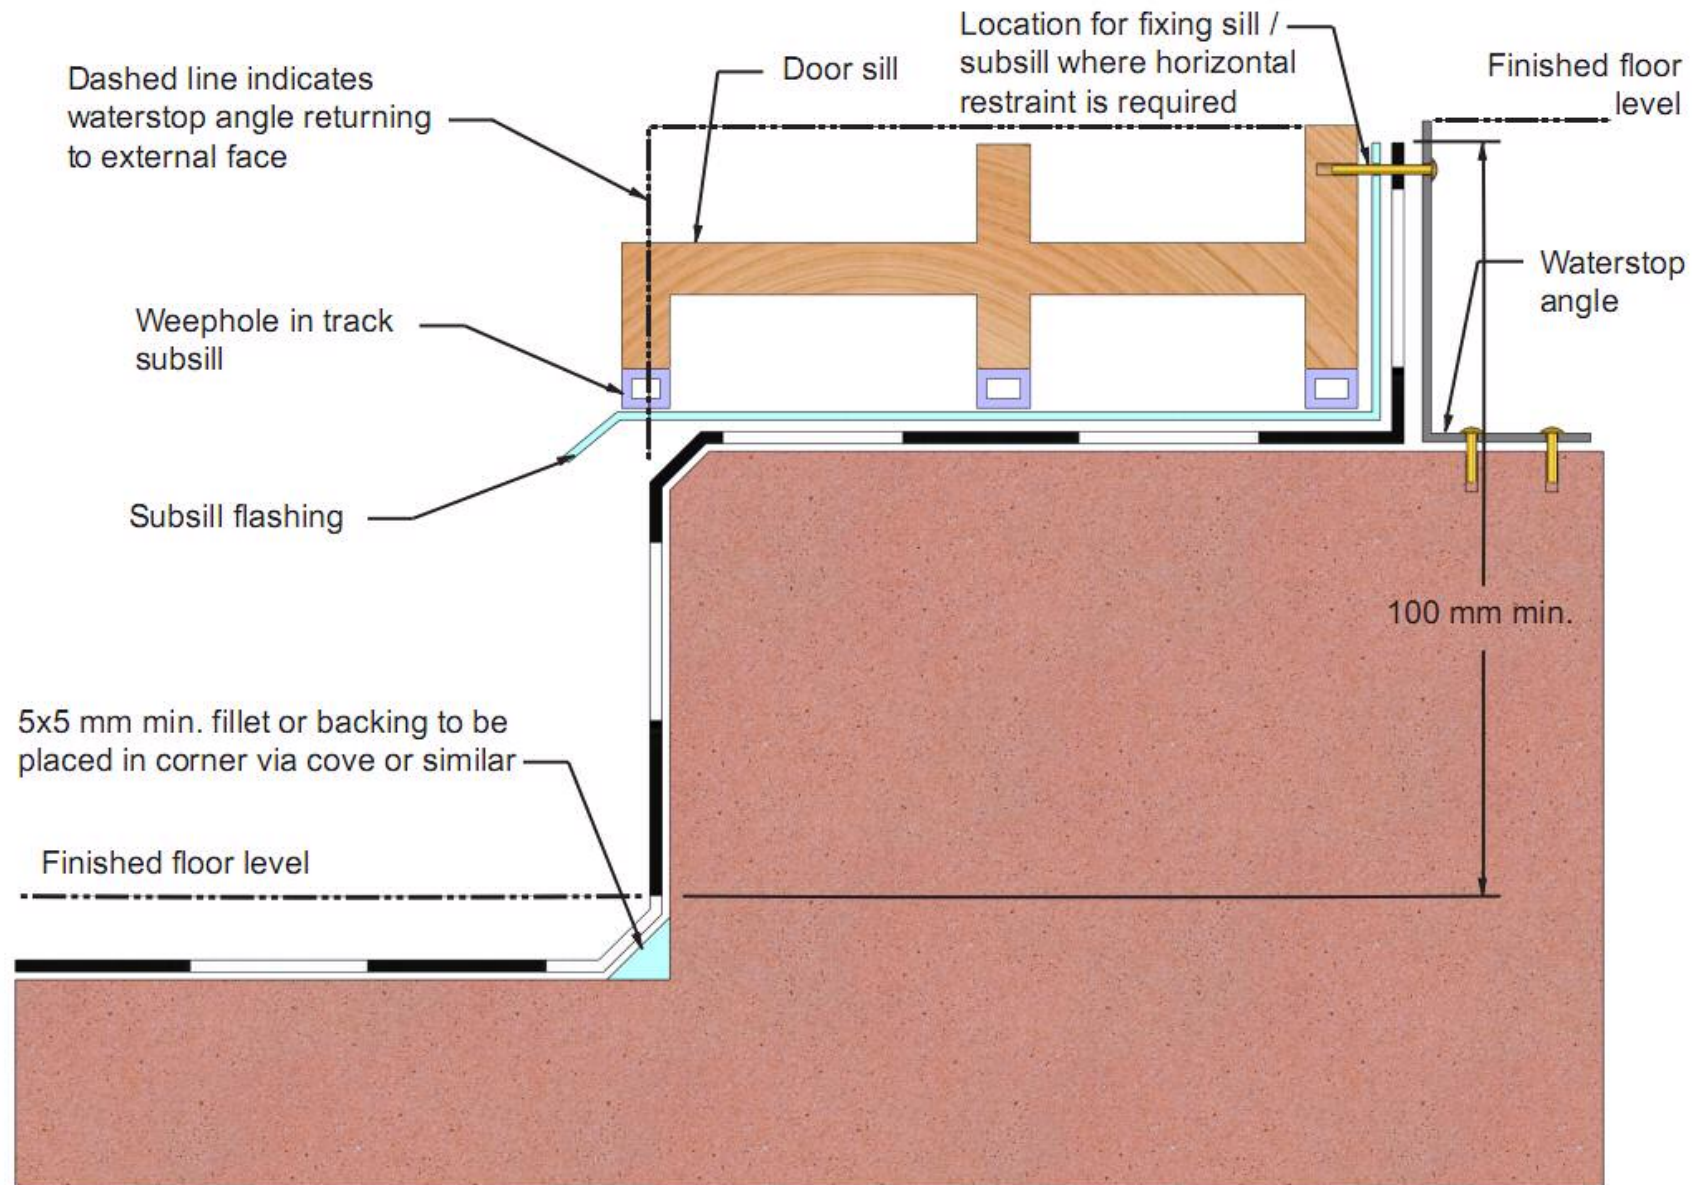 Location for fixing sill /
subsill where horizontal
restraint is required
Door sill
Finished floor
level
Dashed line indicates
waterstop angle returning
to external face
Waterstop
angle
Weephole in track
subsill
Subsill flashing
100 mm min.
5x5 mm min. fillet or backing to be
placed in corner via cove or similar
Finished floor level